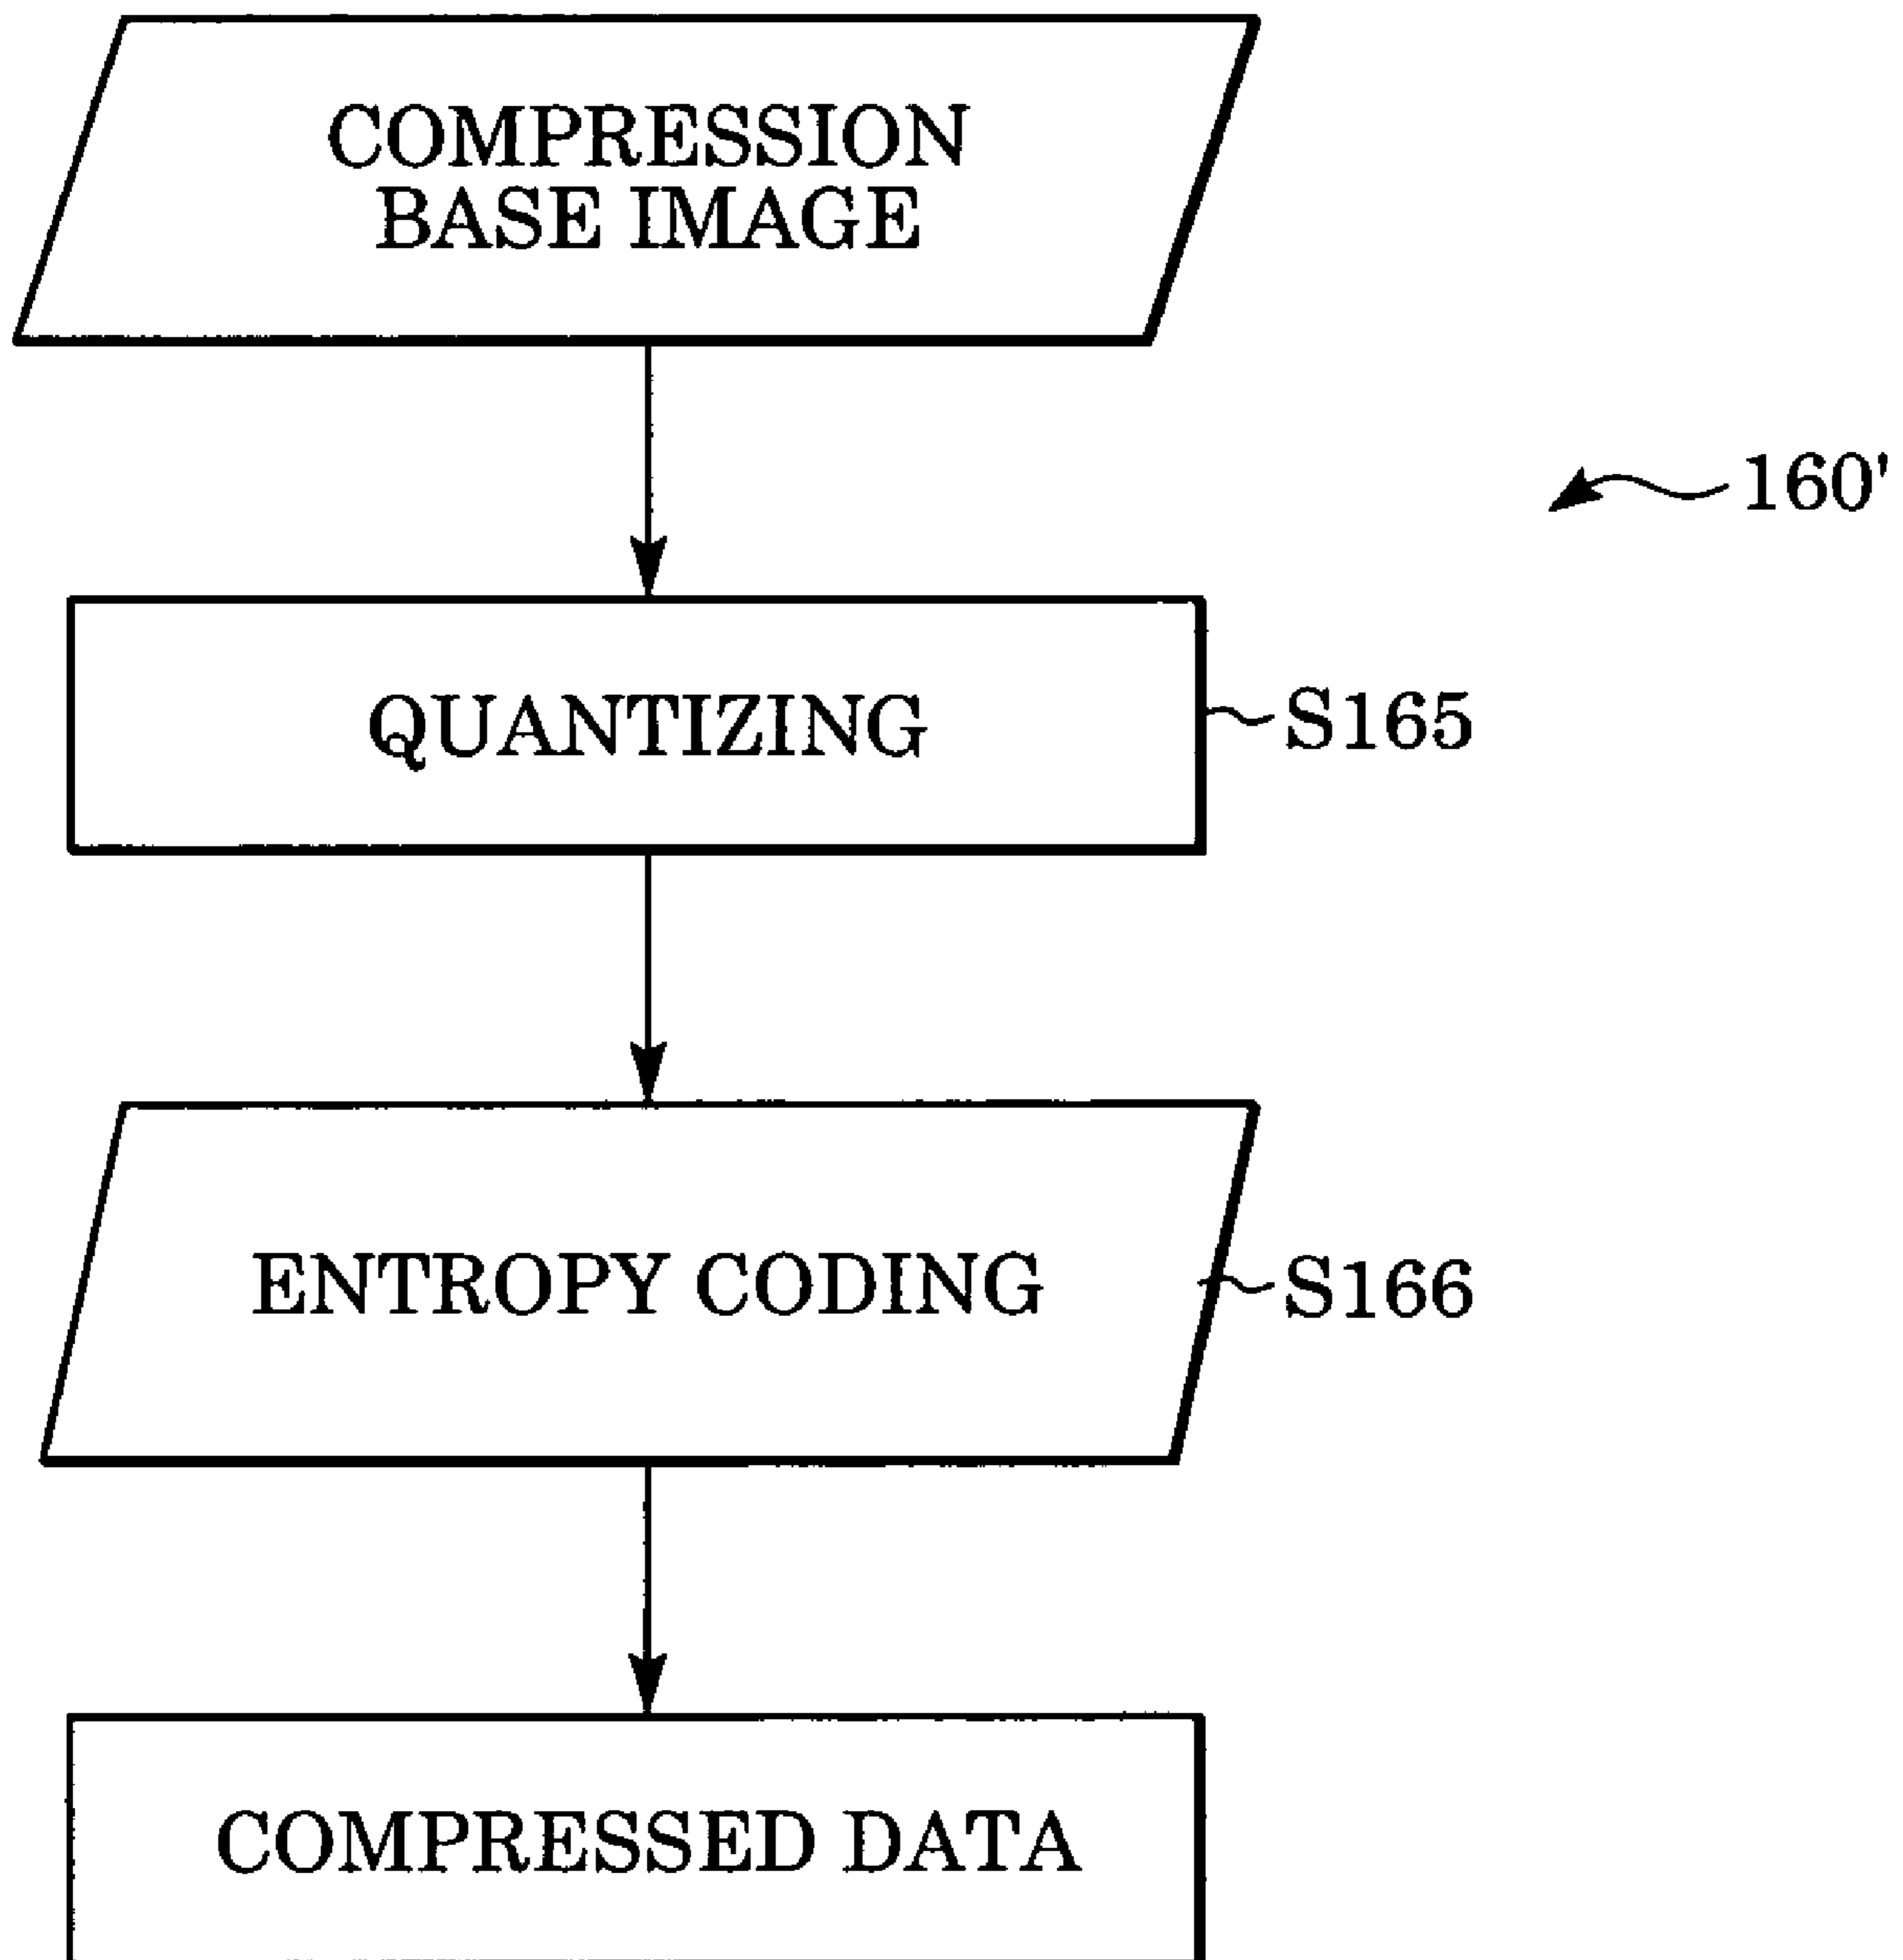 COMPRESSION
BASE IMAGE
160'
QUANTIZING
S165
ENTROPY CODING
S166
COMPRESSED DATA